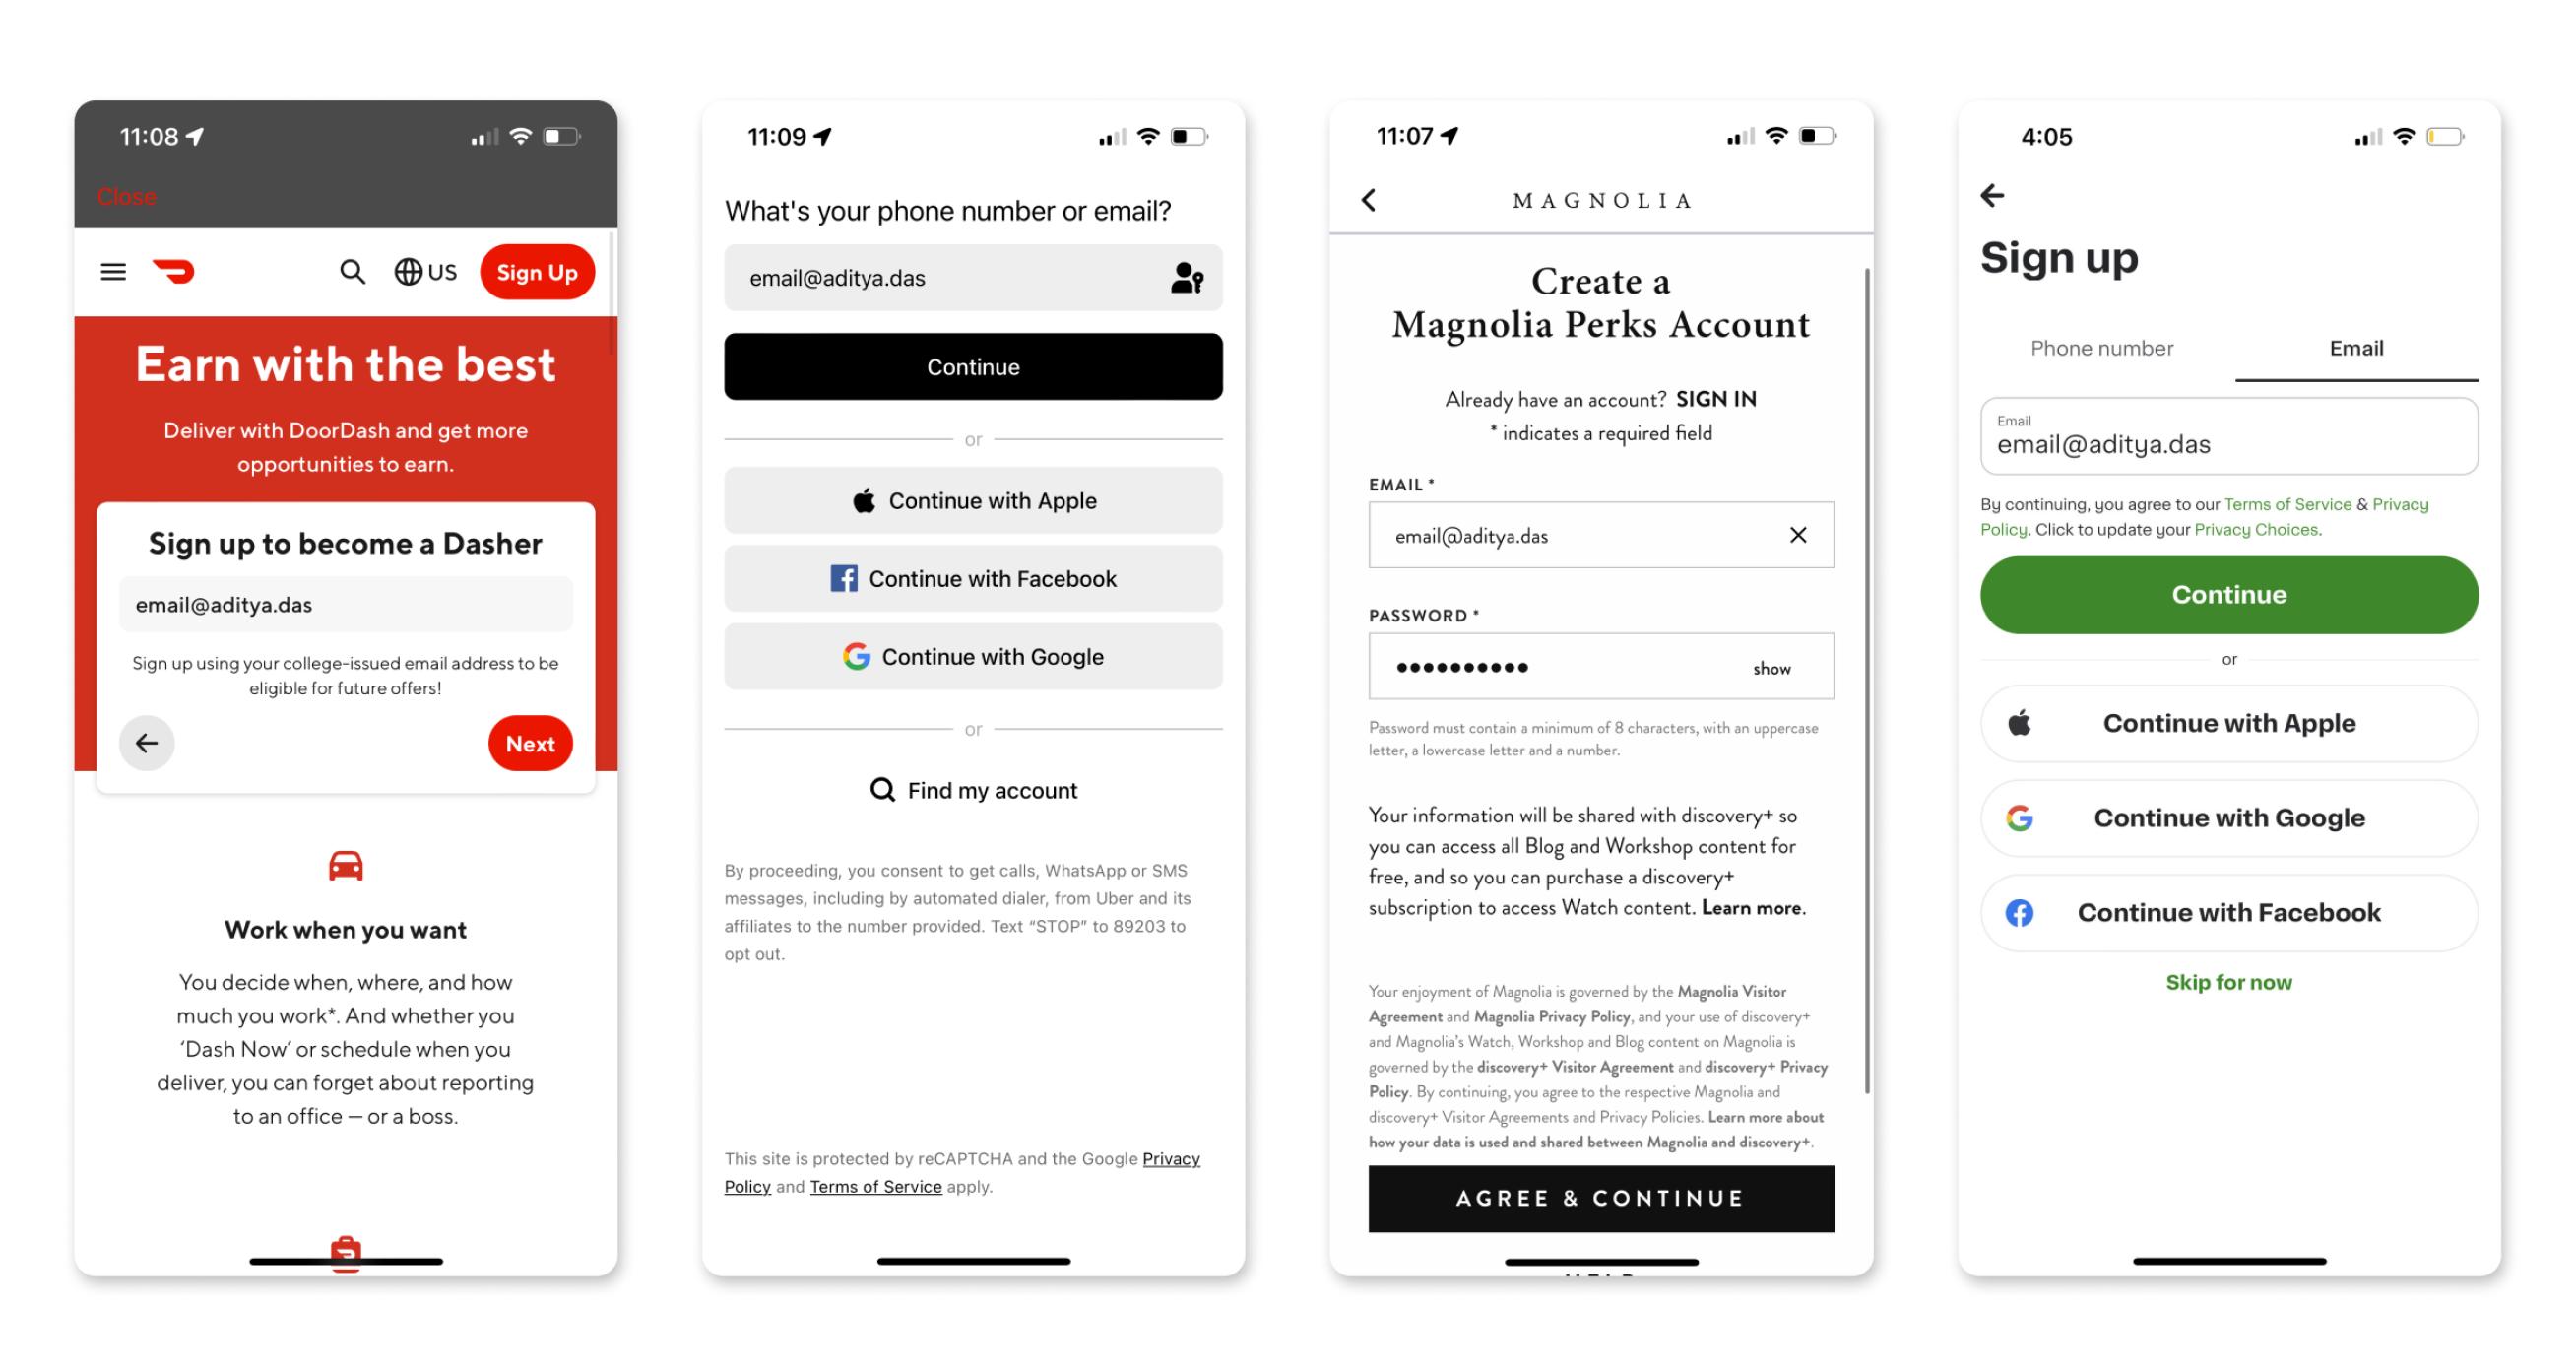 11:08
Close
US
Sign Up
Earn with the best
Deliver with DoorDash and get more
opportunities to earn.
Sign up to become a Dasher
email@aditya.das
Sign up using your college-issued email address to be
eligible for future offers!
Next
Work when you want
You decide when, where, and how
much you work*. And whether you
‘Dash Now’ or schedule when you
deliver, you can forget about reporting
to an office — or a boss.
11:09
What's your phone number or email?
email@aditya.das
Continue
or
Continue with Apple
Continue with Facebook
Continue with Google
or
Find my account
By proceeding, you consent to get calls, WhatsApp or SMS
messages, including by automated dialer, from Uber and its
affiliates to the number provided. Text “STOP” to 89203 to
opt out.
This site is protected by reCAPTCHA and the Google Privacy
Policy and Terms of Service apply.
11:07
MAGNOLIA
Create a
Magnolia Perks Account
Already have an account? SIGN IN
* indicates a required field
EMAIL *
email@aditya.das
PASSWORD *
show
Password must contain a minimum of 8 characters, with an uppercase
letter, a lowercase letter and a number.
Your information will be shared with discovery+ so
you can access all Blog and Workshop content for
free, and so you can purchase a discovery+
subscription to access Watch content. Learn more.
Your enjoyment of Magnolia is governed by the Magnolia Visitor
Agreement and Magnolia Privacy Policy, and your use of discovery+
and Magnolia's Watch, Workshop and Blog content on Magnolia is
governed by the discovery+ Visitor Agreement and discovery+ Privacy
Policy. By continuing, you agree to the respective Magnolia and
discovery+ Visitor Agreements and Privacy Policies. Learn more about
how your data is used and shared between Magnolia and discovery+.
AGREE & CONTINUE
4:05
Sign up
Phone number
Email
Email
email@aditya.das
By continuing, you agree to our Terms of Service & Privacy
Policy. Click to update your Privacy Choices.
Continue
or
Continue with Apple
Continue with Google
Continue with Facebook
Skip for now